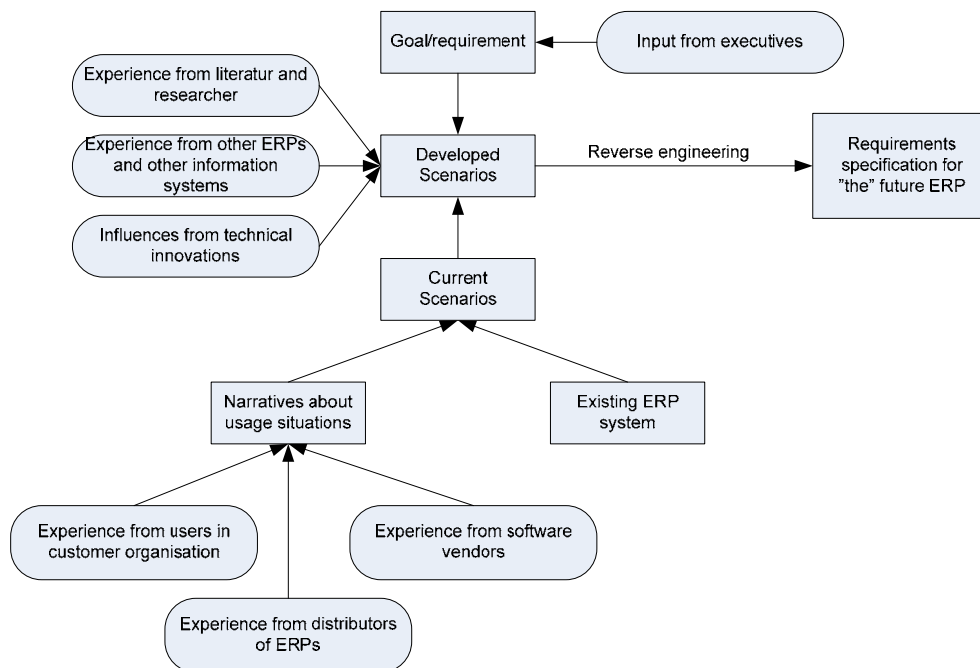 Goal/requirement
Input from executives
Experience from literatur and
researcher
Experience from other ERPs
and other information
systems
Influences from technical
innovations
Developed
Scenarios
Reverse engineering
Requirements
specification for
”the” future ERP
Current
Scenarios
Narratives about
usage situations
Existing ERP
system
Experience from users in
customer organisation
Experience from software
vendors
Experience from distributors
of ERPs